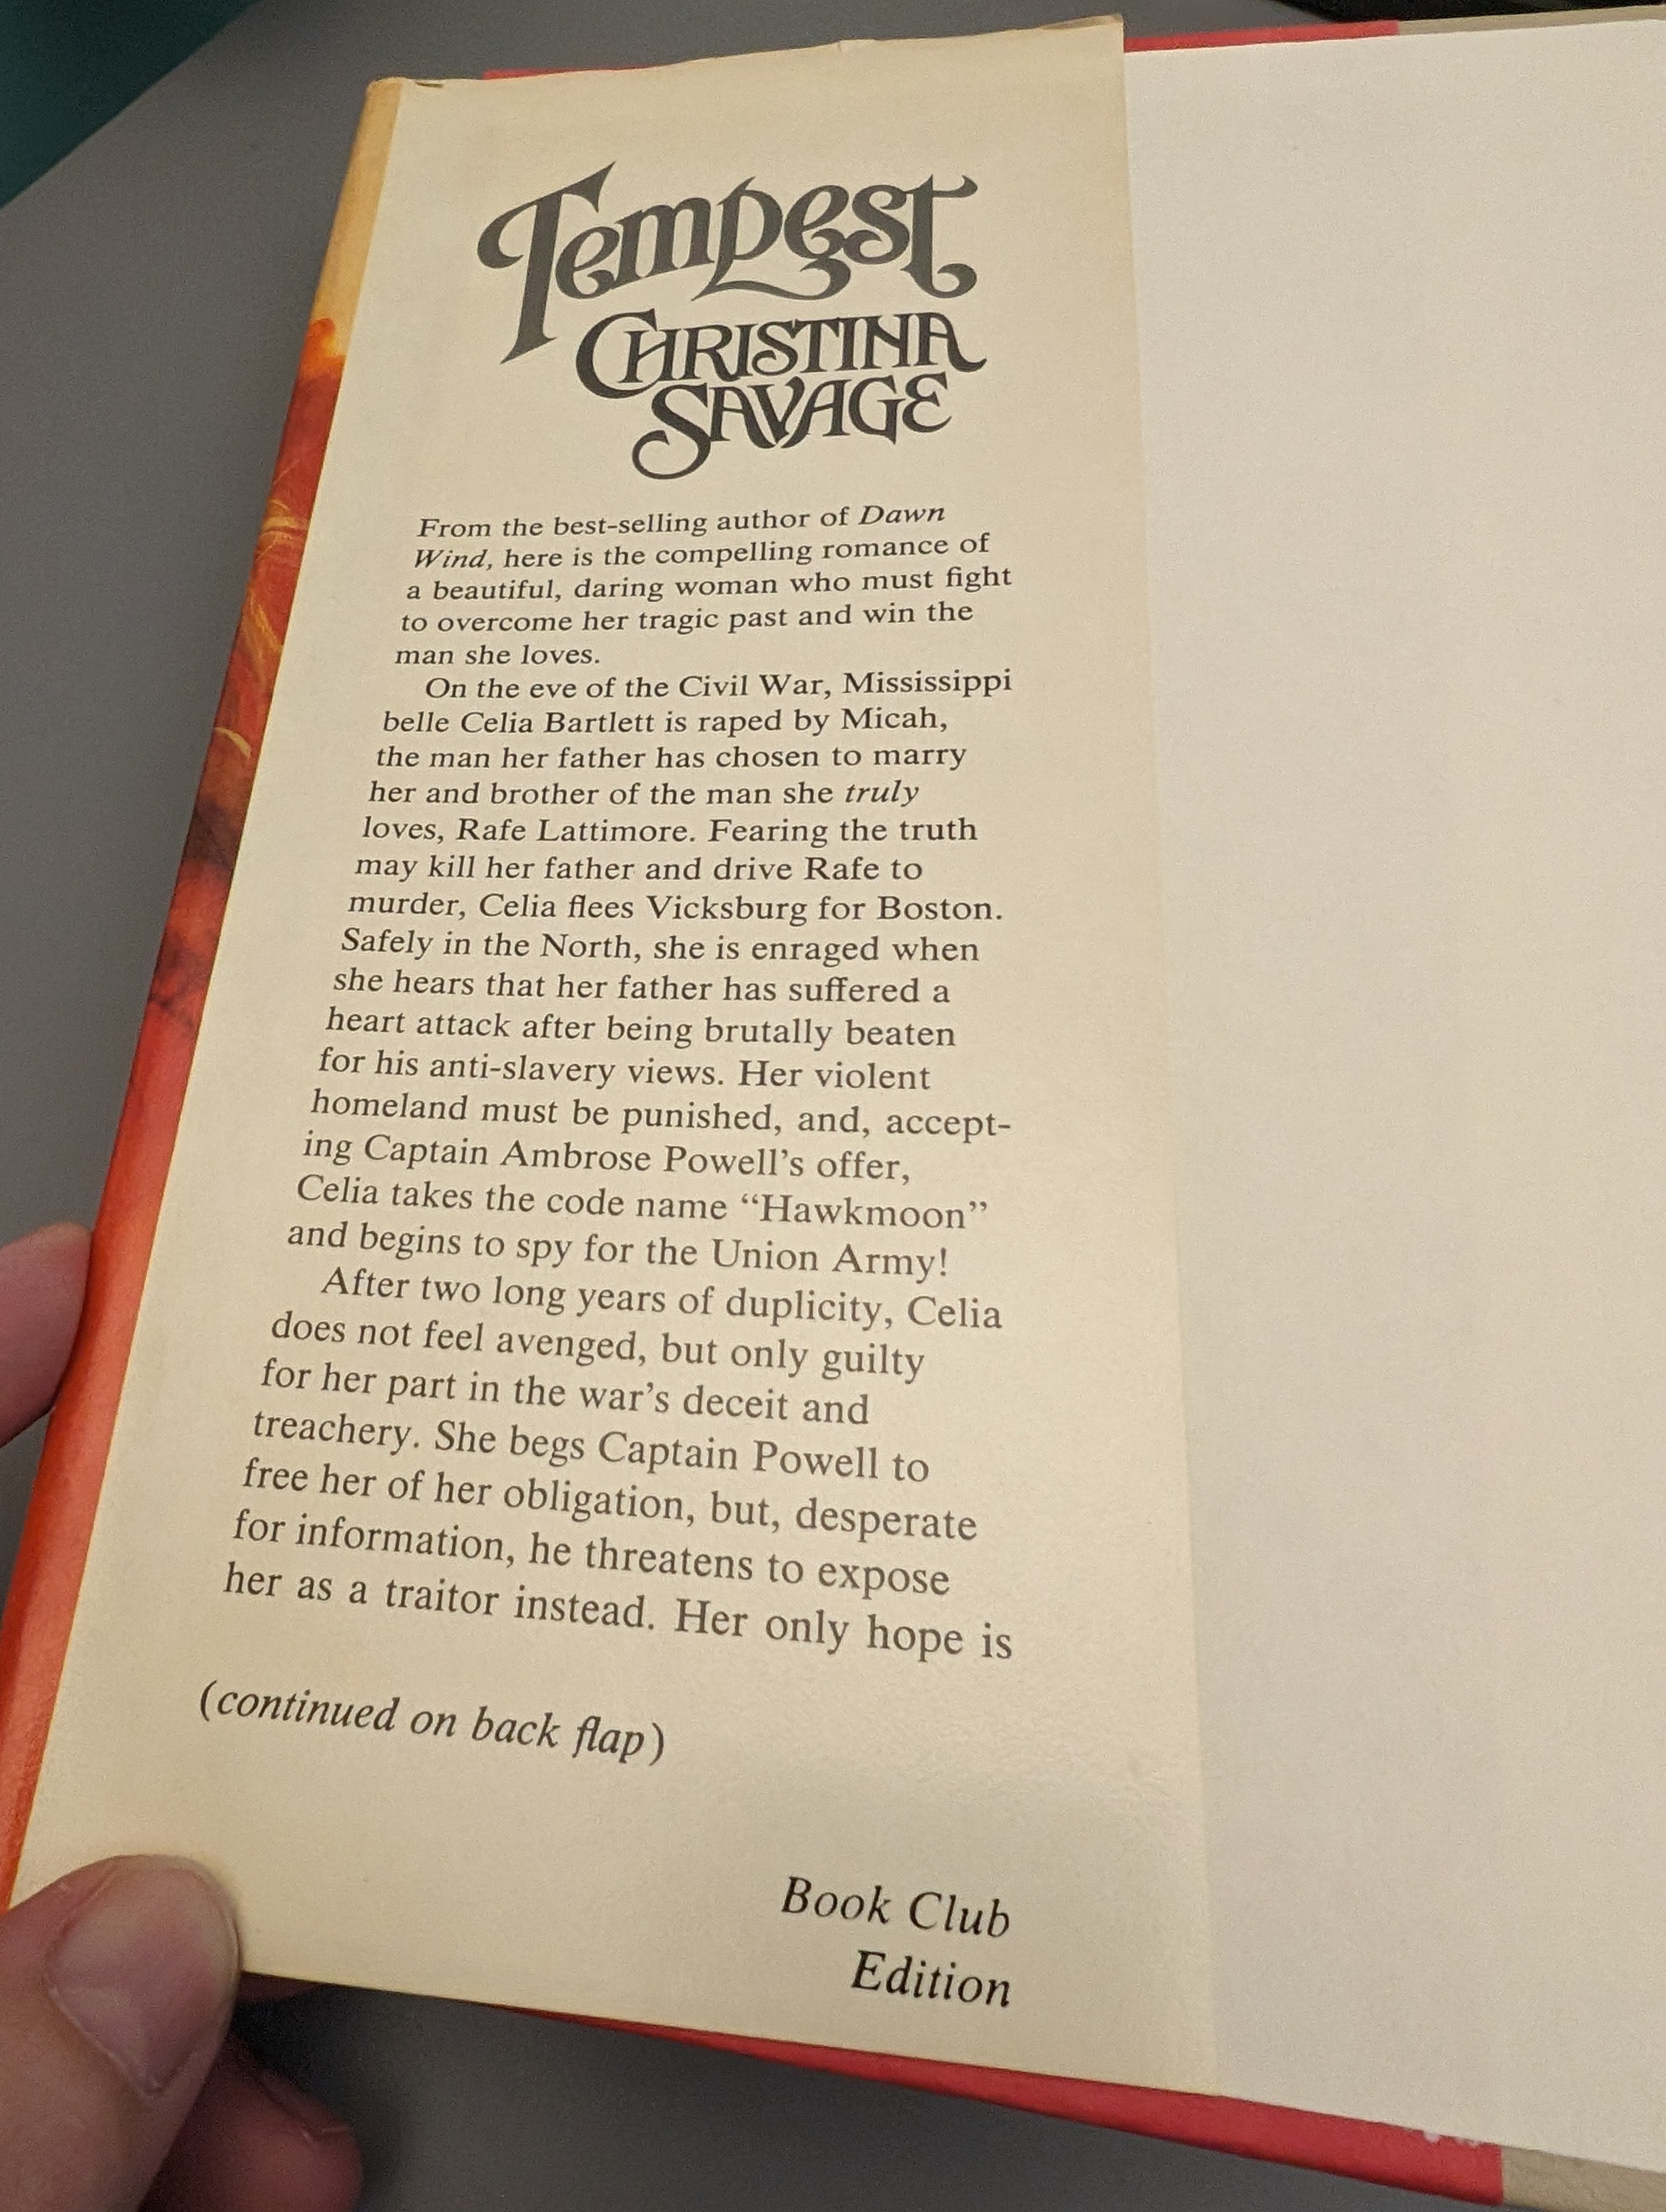 Tempest
CHRISTINA
SAVAGE
From the best-selling author of Dawn
Wind, here is the compelling romance of
a beautiful, daring woman who must fight
to overcome her tragic past and win the
man she loves.
On the eve of the Civil War, Mississippi
belle Celia Bartlett is raped by Micah,
the man her father has chosen to marry
her and brother of the man she truly
loves, Rafe Lattimore. Fearing the truth
may kill her father and drive Rafe to
murder, Celia flees Vicksburg for Boston.
Safely in the North, she is enraged when
she hears that her father has suffered a
heart attack after being brutally beaten
for his anti-slavery views. Her violent
homeland must be punished, and, accept-
ing Captain Ambrose Powell's offer,
Celia takes the code name “Hawkmoon”
and begins to spy for the Union Army!
After two long years of duplicity, Celia
does not feel avenged, but only guilty
for her part in the war's deceit and
treachery. She begs Captain Powell to
free her of her obligation, but, desperate
for information, he threatens to expose
her as a traitor instead. Her only hope is
(continued on back flap)
Book Club
Edition